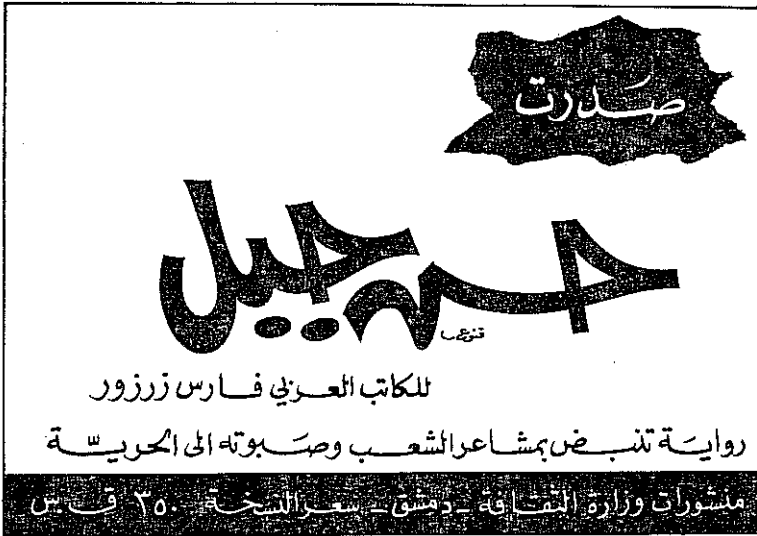 صَدرت
حسن جبل
للكاتب العربي فارس زرزور
رواية تنبض بمشاعر الشعب وصبوته الى الحرية
منشورات وزارة الثقافة - دمشق - سعر النسخة ٣٥٠ ق.س